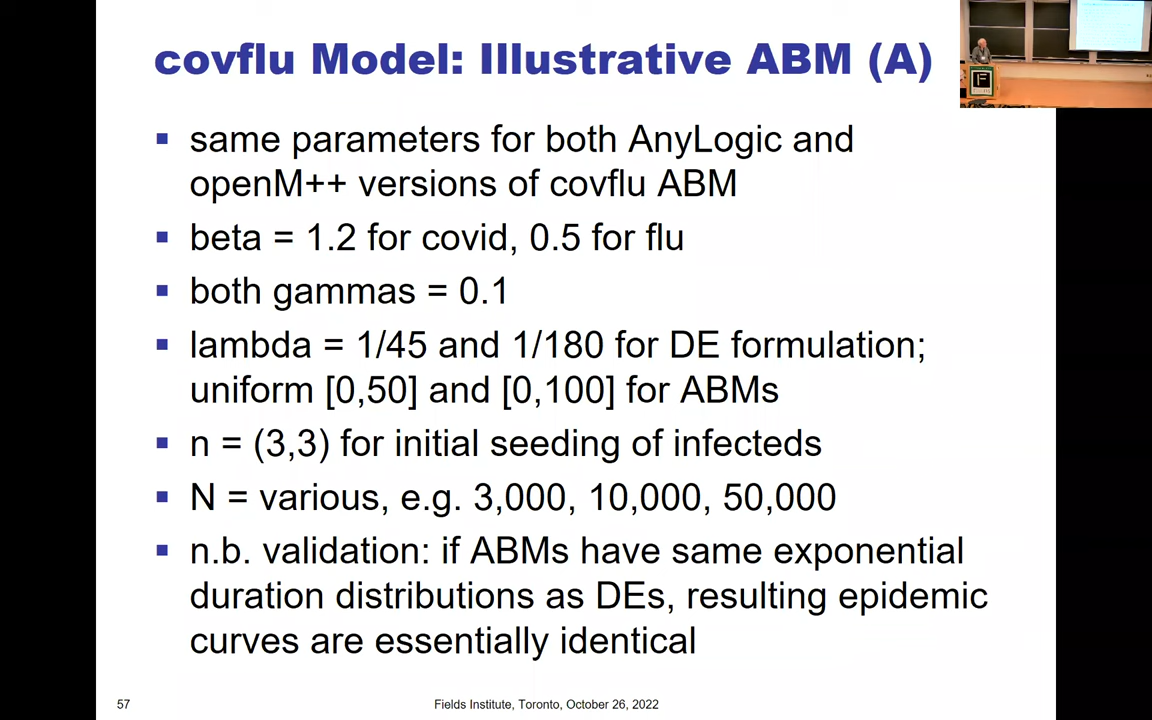 covflu Model: Illustrative ABM (A)
▪ same parameters for both AnyLogic and
openM++ versions of covflu ABM
▪ beta = 1.2 for covid, 0.5 for flu
▪ both gammas = 0.1
▪ lambda = 1/45 and 1/180 for DE formulation;
uniform [0,50] and [0,100] for ABMs
▪ n = (3,3) for initial seeding of infecteds
▪ N = various, e.g. 3,000, 10,000, 50,000
▪ n.b. validation: if ABMs have same exponential
duration distributions as DEs, resulting epidemic
curves are essentially identical
57
Fields Institute, Toronto, October 26, 2022